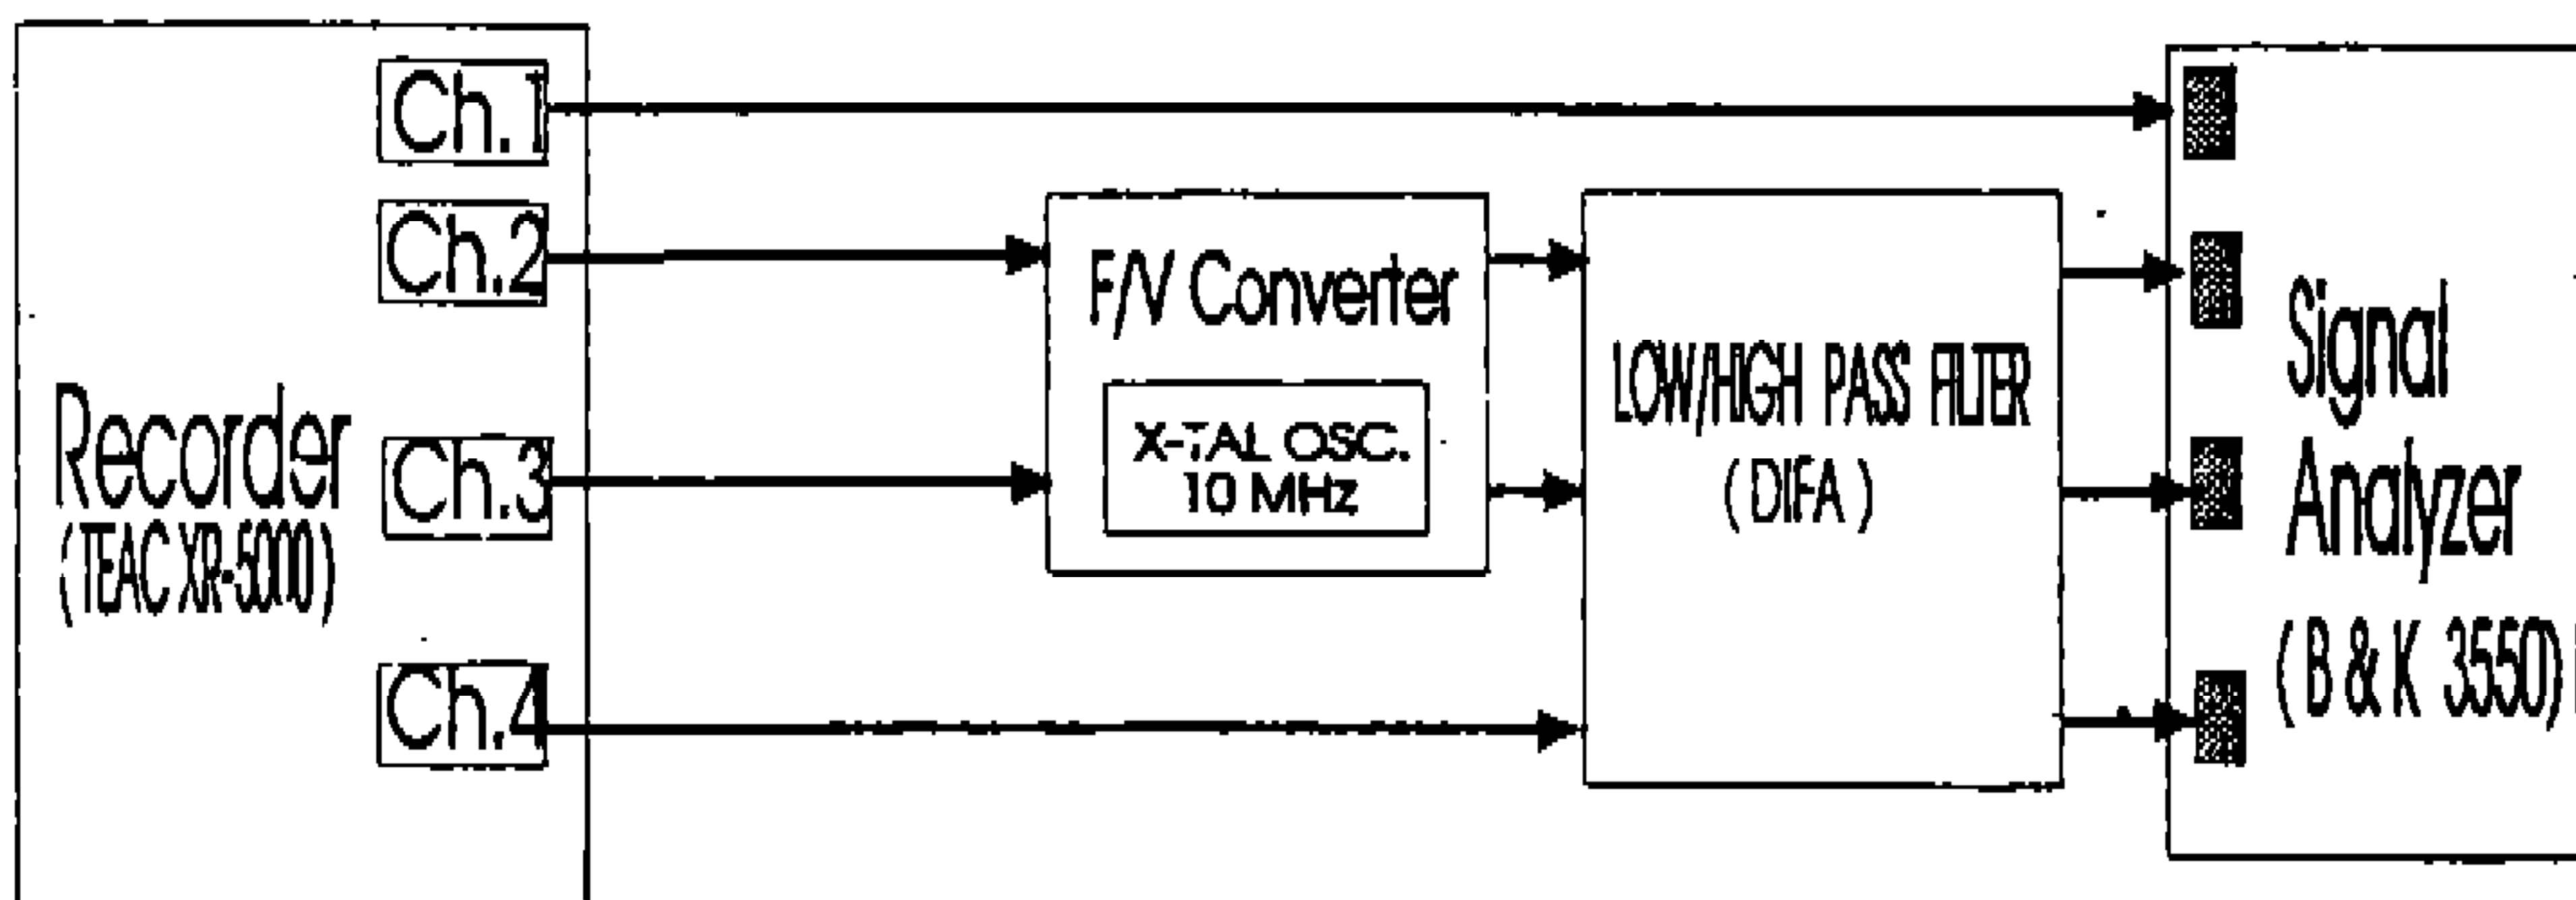 Ch.1
Ch.2
Ch.3
Ch.4
Recorder
(TEAC XR-5000)
F/V Converter
X-TAL OSC.
10 MHz
LOW/HIGH PASS FILTER
( DIFA )
Signal
Analyzer
( B & K 3550)